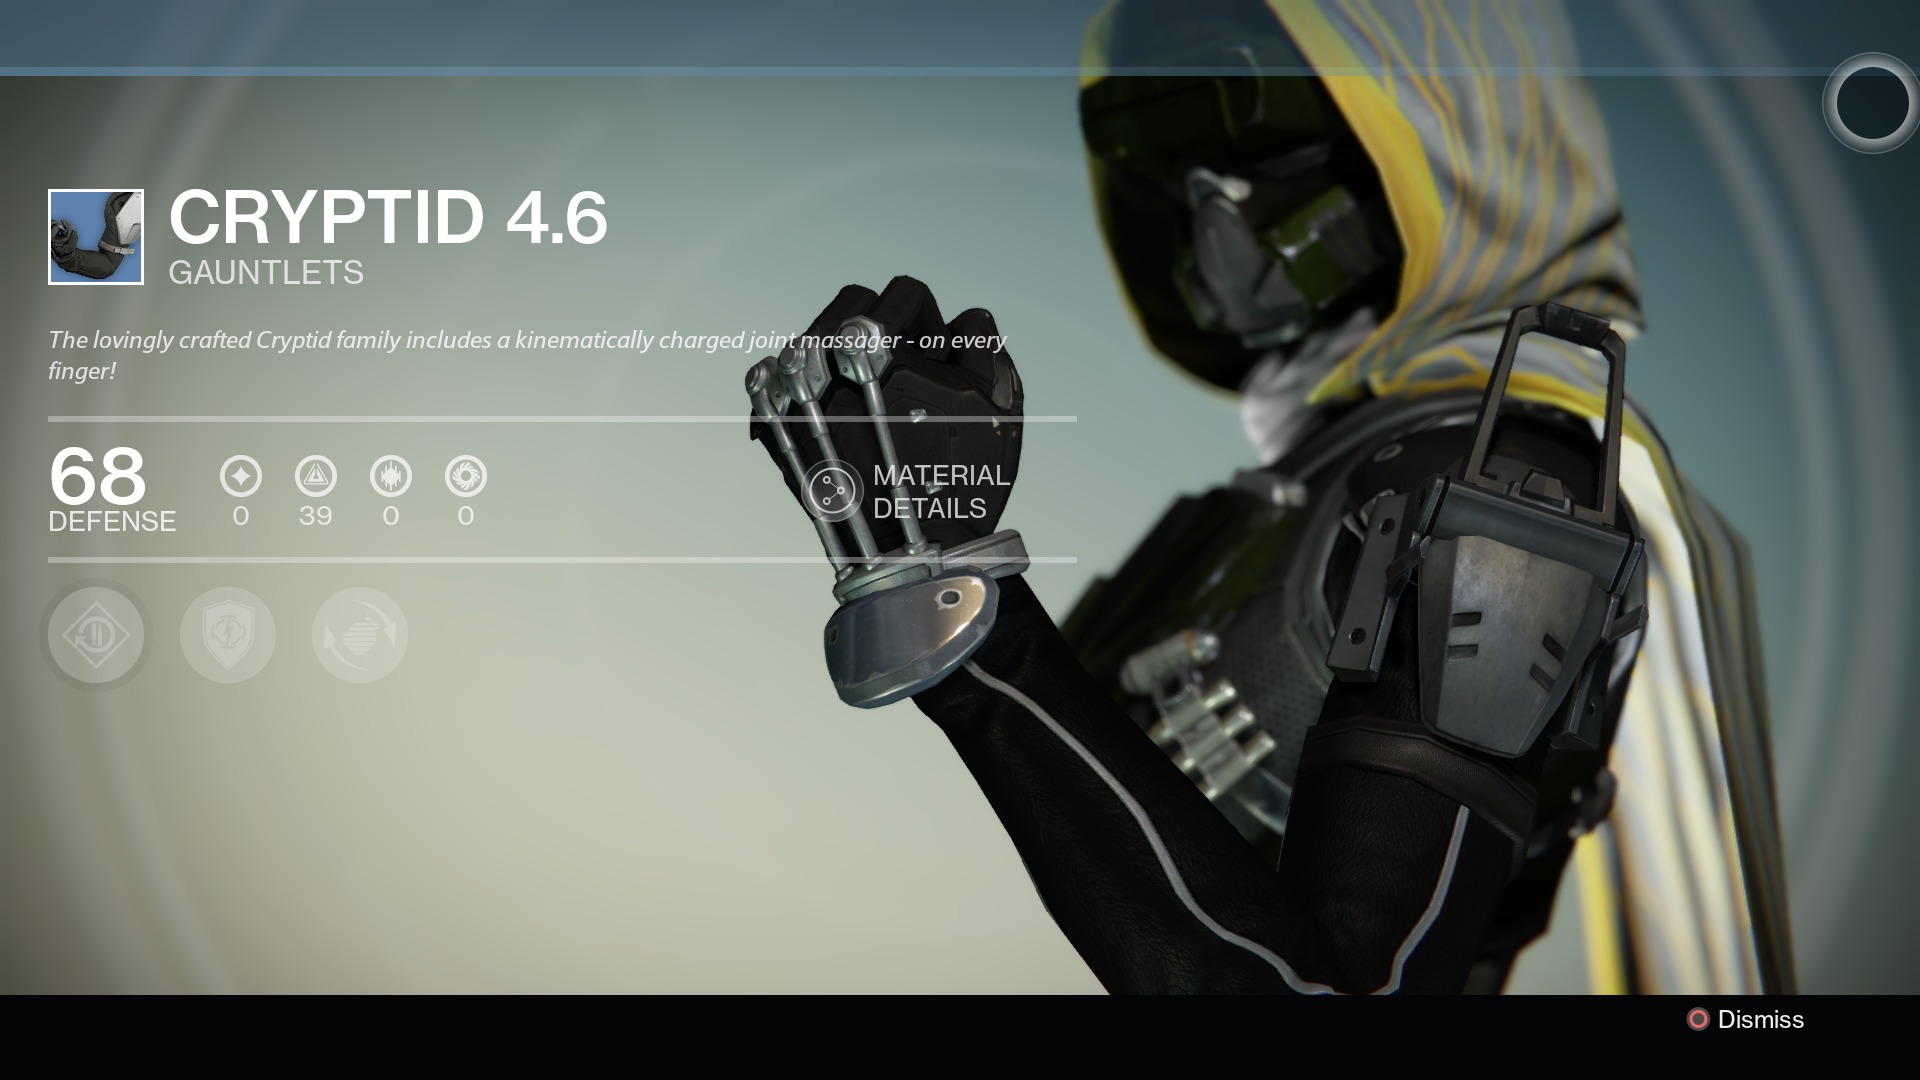 CRYPTID 4.6
GAUNTLETS
The lovingly crafted Cryptid family includes a kinematically charged joint massager - on every
finger!
68
DEFENSE
0 39 0 0
MATERIAL
DETAILS
Dismiss